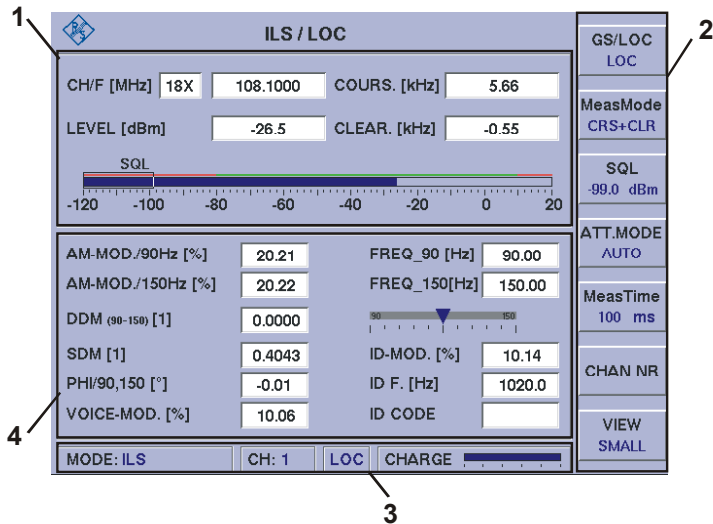 1
R S
ILS / LOC
2
GS/LOC
LOC
CH/F [MHz] 18X 108.1000 COURS. [kHz] 5.66
MeasMode
CRS+CLR
LEVEL [dBm] -26.5 CLEAR. [kHz] -0.55
SQL
SQL
-99.0 dBm
-120 -100 -80 -60 -40 -20 0 20
ATT.MODE
AUTO
AM-MOD./90Hz [%] 20.21 FREQ_90 [Hz] 90.00
AM-MOD./150Hz [%] 20.22 FREQ_150[Hz] 150.00
MeasTime
100 ms
DDM (90-150) [1] 0.0000 90 150
SDM [1] 0.4043 ID-MOD. [%] 10.14
CHAN NR
PHI/90,150 [°] -0.01 ID F. [Hz] 1020.0
VOICE-MOD. [%] 10.06 ID CODE
VIEW
SMALL
4
MODE: ILS CH: 1 LOC CHARGE
3